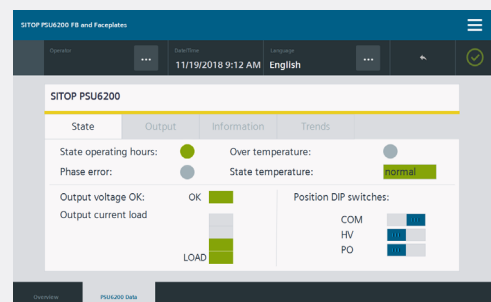 SITOP PSU6200 FB and Faceplates
Operator
...
Date/Time
11/19/2018 9:12 AM
Language
English
...
SITOP PSU6200
State Output Information Trends
State operating hours: Over temperature:
Phase error: State temperature: normal
Output voltage OK: OK Position DIP switches:
Output current load
COM
HV
PO
LOAD
Overview PSU6200 Data